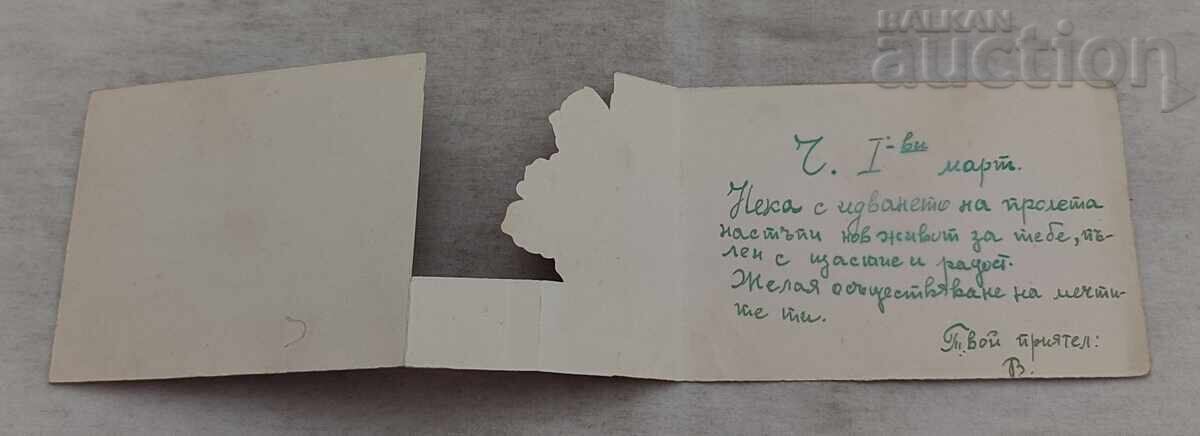 BALKAN
auction
Ч. I-ви
март.
Нека с идването на пролета
настъпи нов живот за тебе, пъ-
лен с щастие и радост.
Желая осъществяване на мечти-
те ти.
Твой приятел:
В.